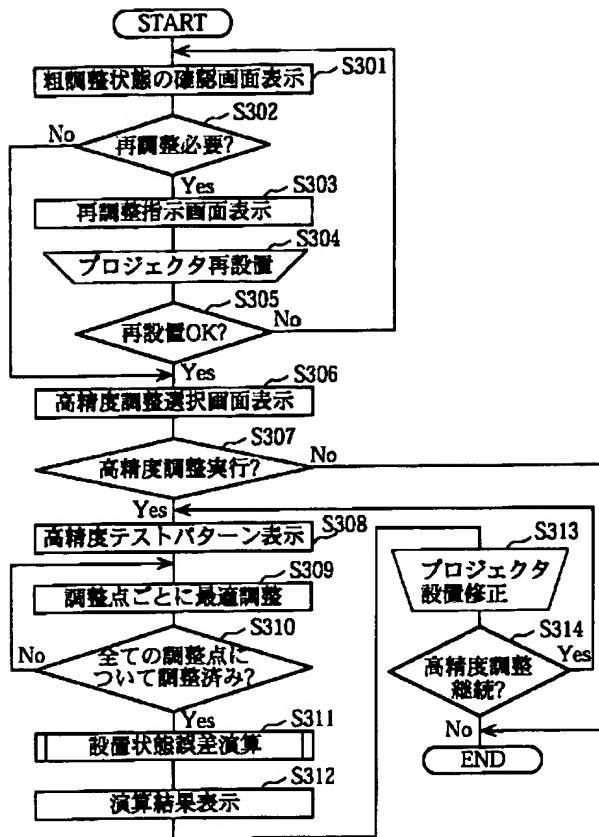 START
S301
粗調整状態の確認画面表示
S302
No
再調整必要?
Yes
S303
再調整指示画面表示
S304
プロジェクタ再設置
S305
再設置OK?
No
Yes
S306
高精度調整選択画面表示
S307
高精度調整実行?
No
Yes
高精度テストパターン表示
S308
S309
調整点ごとに最適調整
S310
全ての調整点に
ついて調整済み?
No
Yes
S311
設置状態誤差演算
S312
演算結果表示
S313
プロジェクタ
設置修正
S314
高精度調整
継続?
Yes
No
END